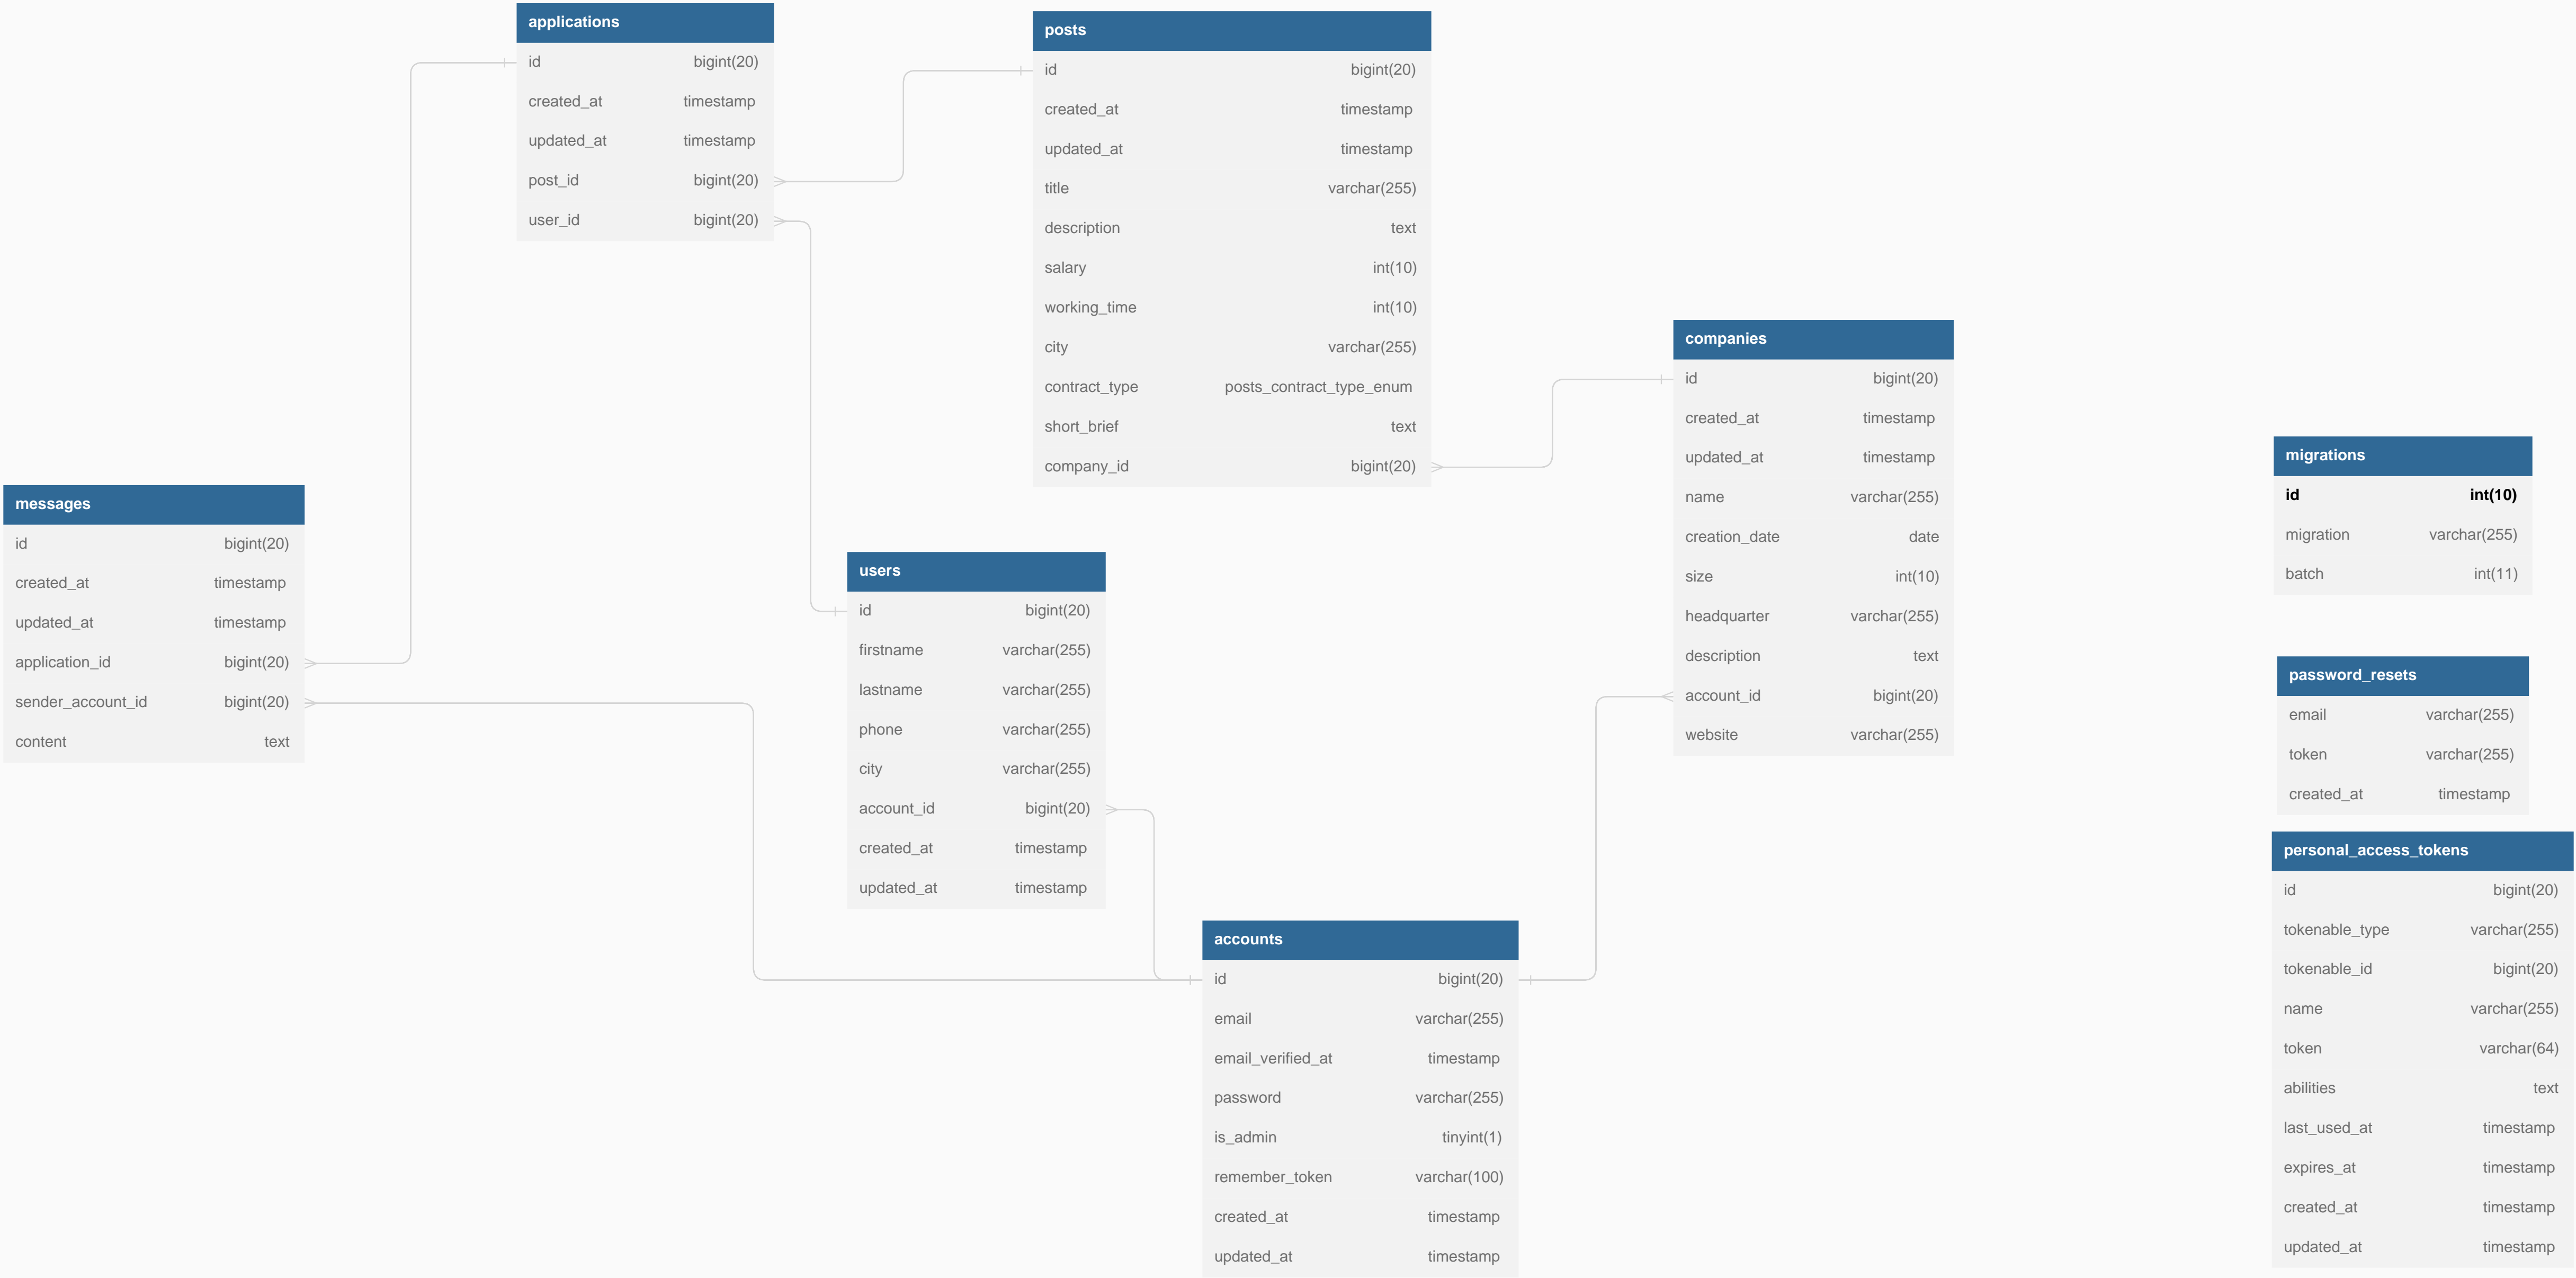 applications
id bigint(20)
created_at timestamp
updated_at timestamp
post_id bigint(20)
user_id bigint(20)
posts
id bigint(20)
created_at timestamp
updated_at timestamp
title varchar(255)
description text
salary int(10)
working_time int(10)
city varchar(255)
contract_type posts_contract_type_enum
short_brief text
company_id bigint(20)
companies
id bigint(20)
created_at timestamp
updated_at timestamp
name varchar(255)
creation_date date
size int(10)
headquarter varchar(255)
description text
account_id bigint(20)
website varchar(255)
migrations
id int(10)
migration varchar(255)
batch int(11)
messages
id bigint(20)
created_at timestamp
updated_at timestamp
application_id bigint(20)
sender_account_id bigint(20)
content text
users
id bigint(20)
firstname varchar(255)
lastname varchar(255)
phone varchar(255)
city varchar(255)
account_id bigint(20)
created_at timestamp
updated_at timestamp
password_resets
email varchar(255)
token varchar(255)
created_at timestamp
accounts
id bigint(20)
email varchar(255)
email_verified_at timestamp
password varchar(255)
is_admin tinyint(1)
remember_token varchar(100)
created_at timestamp
updated_at timestamp
personal_access_tokens
id bigint(20)
tokenable_type varchar(255)
tokenable_id bigint(20)
name varchar(255)
token varchar(64)
abilities text
last_used_at timestamp
expires_at timestamp
created_at timestamp
updated_at timestamp